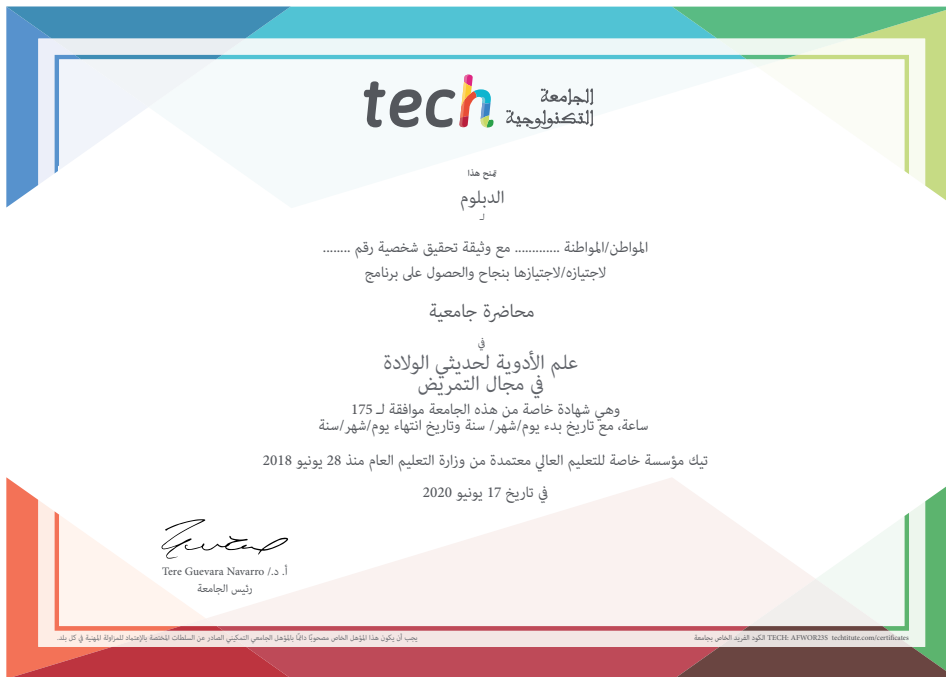 tech الجامعة
التكنولوجية
يمنح هذا
الدبلوم
لـ
المواطن/المواطنة ............. مع وثيقة تحقيق شخصية رقم ........
لاجتيازه/لاجتيازها بنجاح والحصول على برنامج
محاضرة جامعية
في
علم الأدوية لحديثي الولادة
في مجال التمريض
وهي شهادة خاصة من هذه الجامعة موافقة لـ 175
ساعة، مع تاريخ بدء يوم/شهر/ سنة وتاريخ انتهاء يوم/شهر/سنة
تيك مؤسسة خاصة للتعليم العالي معتمدة من وزارة التعليم العام منذ 28 يونيو 2018
في تاريخ 17 يونيو 2020
أ. د./ Tere Guevara Navarro
رئيس الجامعة
يجب أن يكون هذا المؤهل الخاص مصحوبًا دائمًا بالمؤهل الجامعي التمكيني الصادر عن السلطات المختصة بالإعتماد للمزاولة المهنية في كل بلد.
الكود الفريد الخاص بجامعة TECH: AFWOR23S techtitute.com/certificates